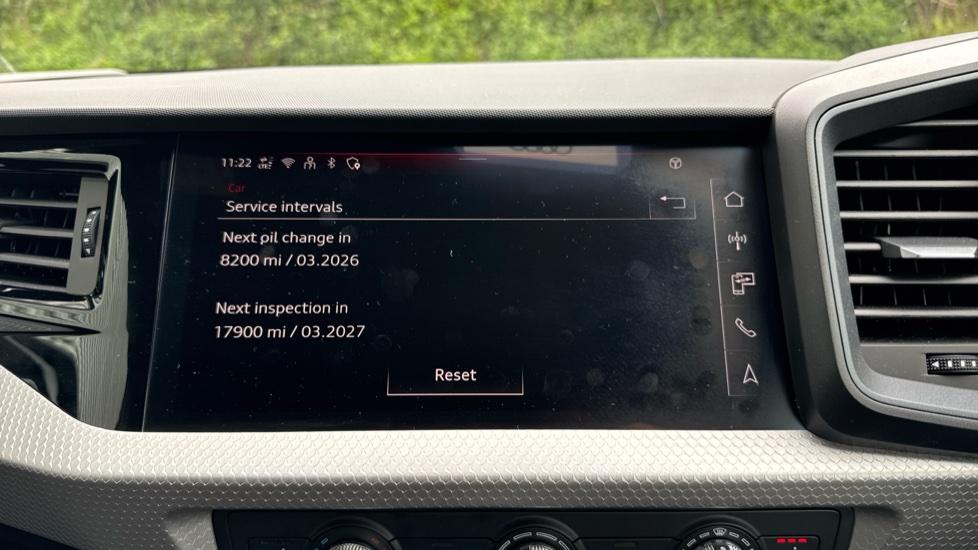 11:22
Car
Service intervals
Next oil change in
8200 mi / 03.2026
Next inspection in
17900 mi / 03.2027
Reset